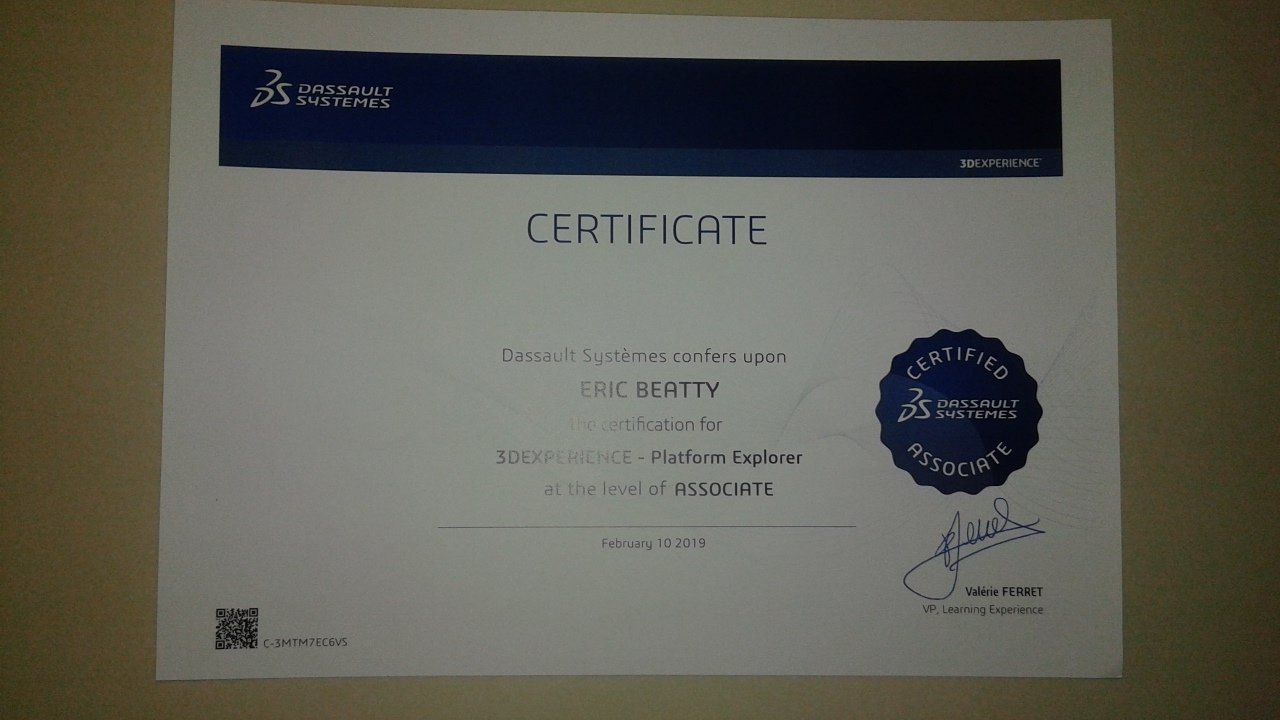 DASSAULT
SYSTEMES
3DEXPERIENCE
CERTIFICATE
Dassault Systèmes confers upon
ERIC BEATTY
the certification for
3DEXPERIENCE - Platform Explorer
at the level of ASSOCIATE
February 10 2019
CERTIFIED
DASSAULT
SYSTEMES
ASSOCIATE
Valérie FERRET
VP, Learning Experience
C-3MTM7EC6VS